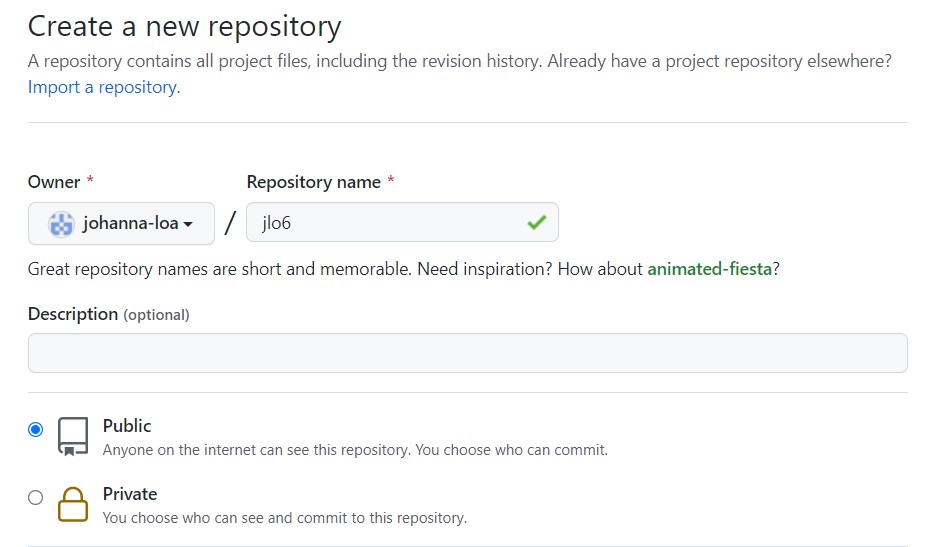 Create a new repository
A repository contains all project files, including the revision history. Already have a project repository elsewhere?
Import a repository.
Owner * Repository name *
johanna-loa / jlo6
Great repository names are short and memorable. Need inspiration? How about animated-fiesta?
Description (optional)
Public
Anyone on the internet can see this repository. You choose who can commit.
Private
You choose who can see and commit to this repository.